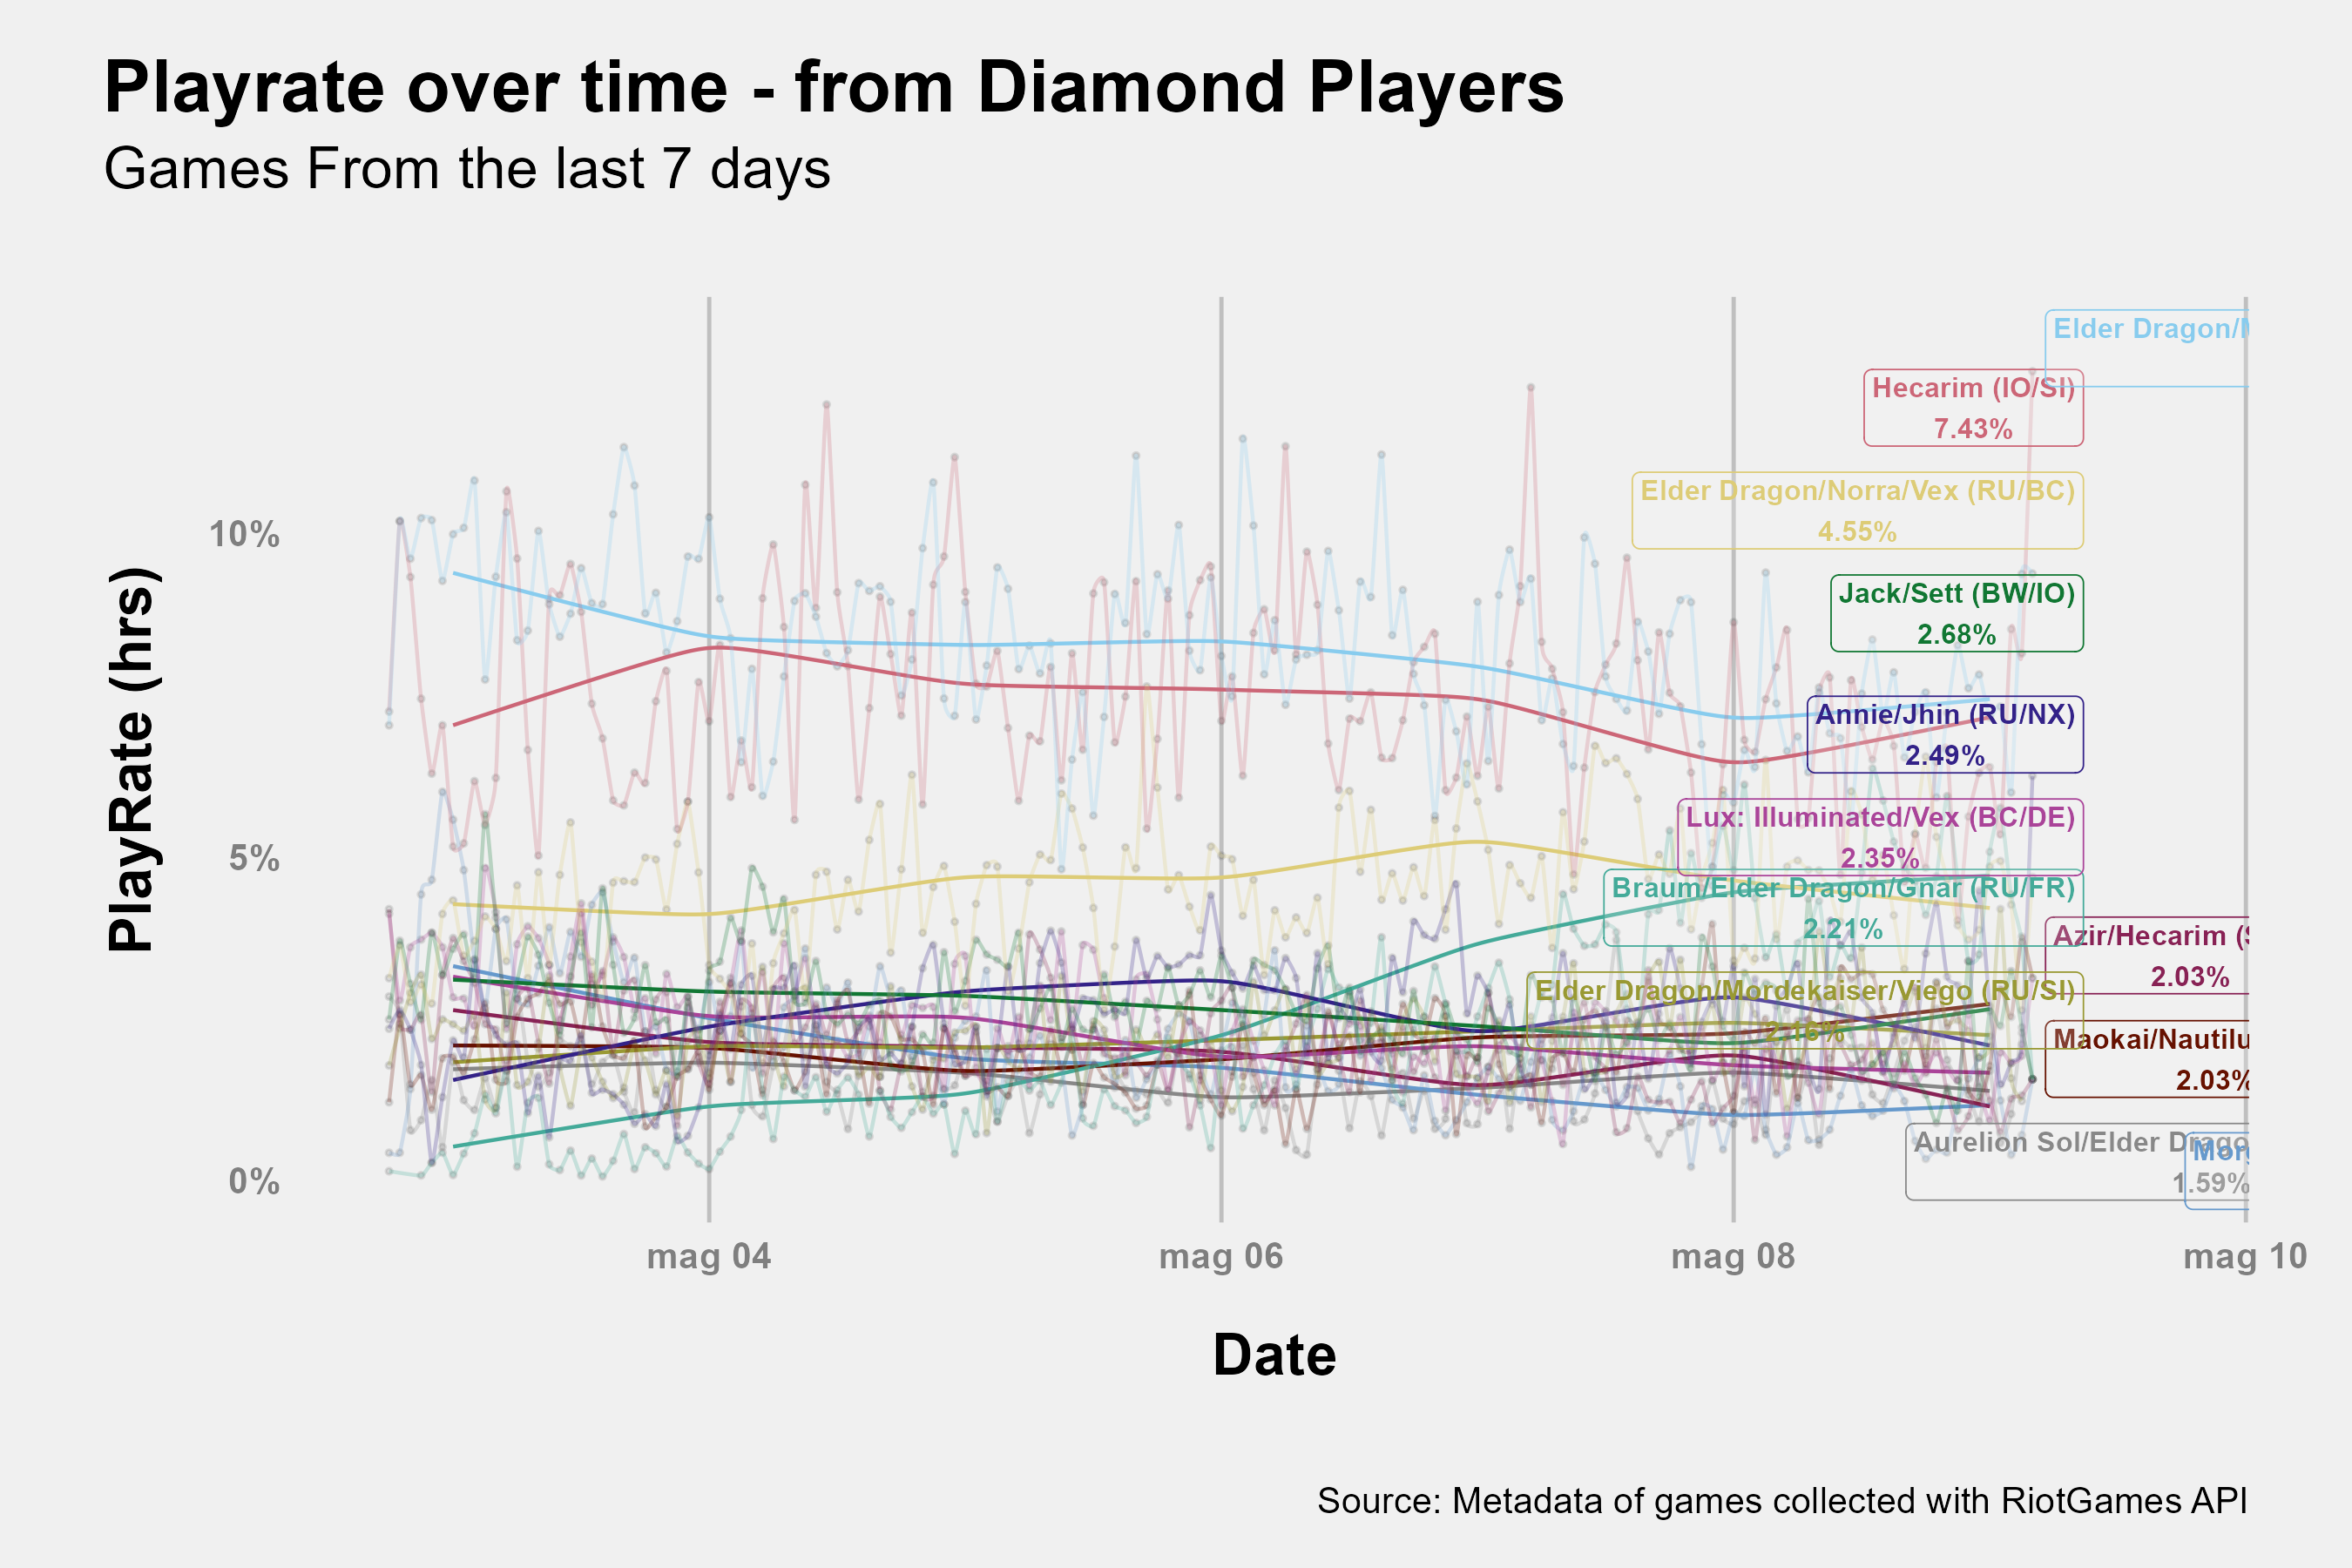 Playrate over time - from Diamond Players
Games From the last 7 days
PlayRate (hrs)
10%
5%
0%
Elder Dragon/
Hecarim (IO/SI)
7.43%
Elder Dragon/Norra/Vex (RU/BC)
4.55%
Jack/Sett (BW/IO)
2.68%
Annie/Jhin (RU/NX)
2.49%
Lux: Illuminated/Vex (BC/DE)
2.35%
Braum/Elder Dragon/Gnar (RU/FR)
2.21%
Azir/Hecarim (S
2.03%
Elder Dragon/Mordekaiser/Viego (RU/SI)
2.16%
Maokai/Nautilu
2.03%
Aurelion Sol/Elder Drago
1.59%
Morg
mag 04
mag 06
mag 08
mag 10
Date
Source: Metadata of games collected with RiotGames API